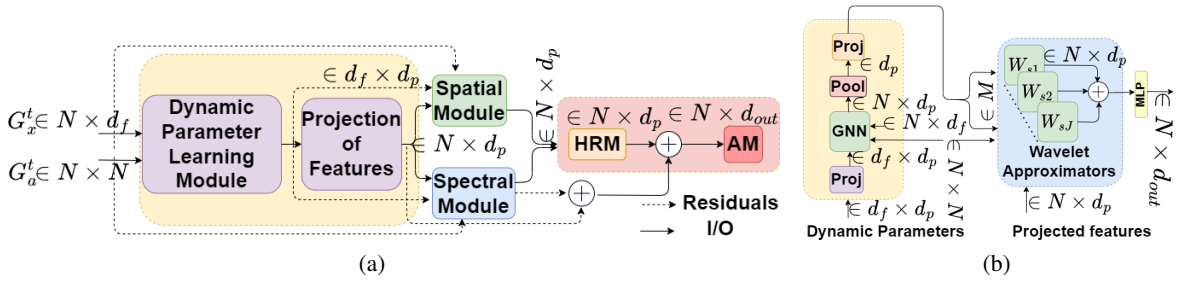 G_x^t ∈ N × d_f
G_a^t ∈ N × N
Dynamic
Parameter
Learning
Module
Projection
of
Features
∈ d_f × d_p
∈ N × d_p
Spatial
Module
Spectral
Module
∈ N × d_p
∈ N × d_p
∈ N × d_out
HRM
+
AM
+
Residuals
I/O
(a)
Proj
∈ d_p
Pool
∈ N × d_p
GNN
∈ N × d_f
∈ d_f × d_p
∈ N × N
Proj
∈ d_f × d_p
Dynamic Parameters
∈ M
W_s1
∈ N × d_p
W_s2
W_sJ
+
Wavelet
Approximators
∈ N × d_p
Projected features
MLP
∈ N × d_out
(b)